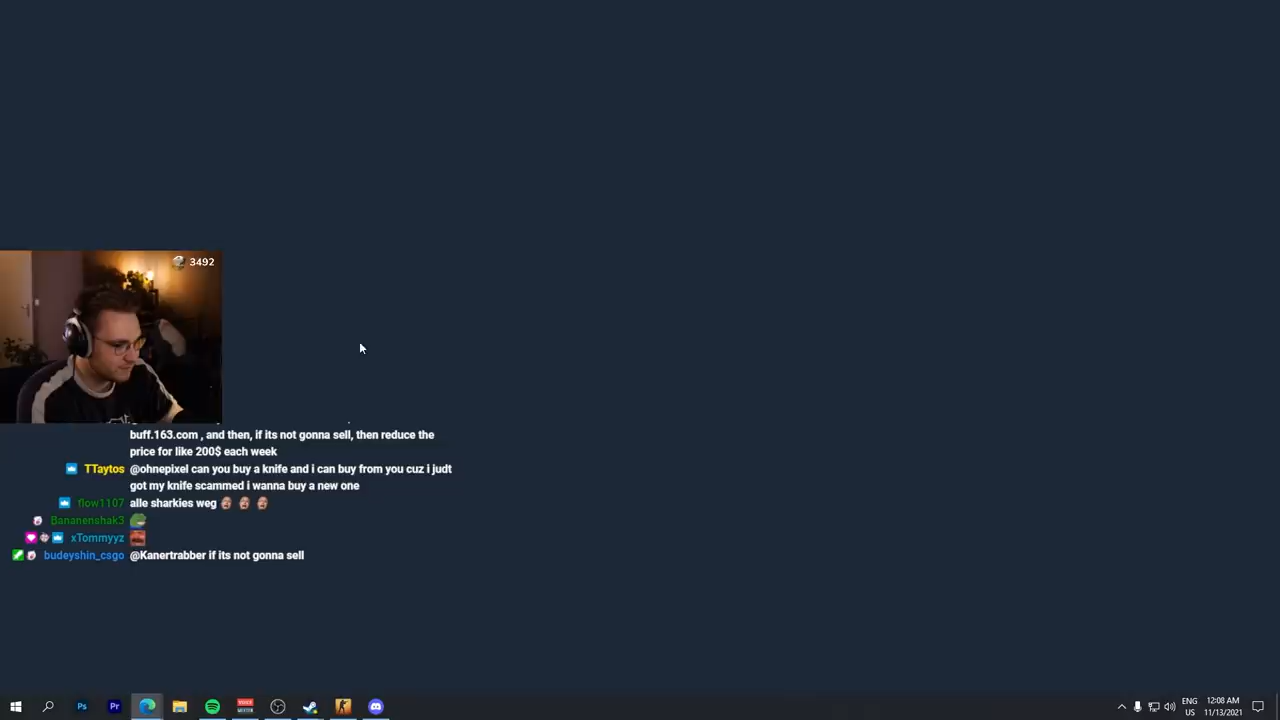 3492
buff.163.com , and then, if its not gonna sell, then reduce the
price for like 200$ each week
TTaytos @ohnepixel can you buy a knife and i can buy from you cuz i judt
got my knife scammed i wanna buy a new one
flow1107 alle sharkies weg
Bananenshak3
xTommyyz
budeyshin_csgo @Kanertrabber if its not gonna sell
Ps Pr ENG 12:08 AM
US 11/13/2021